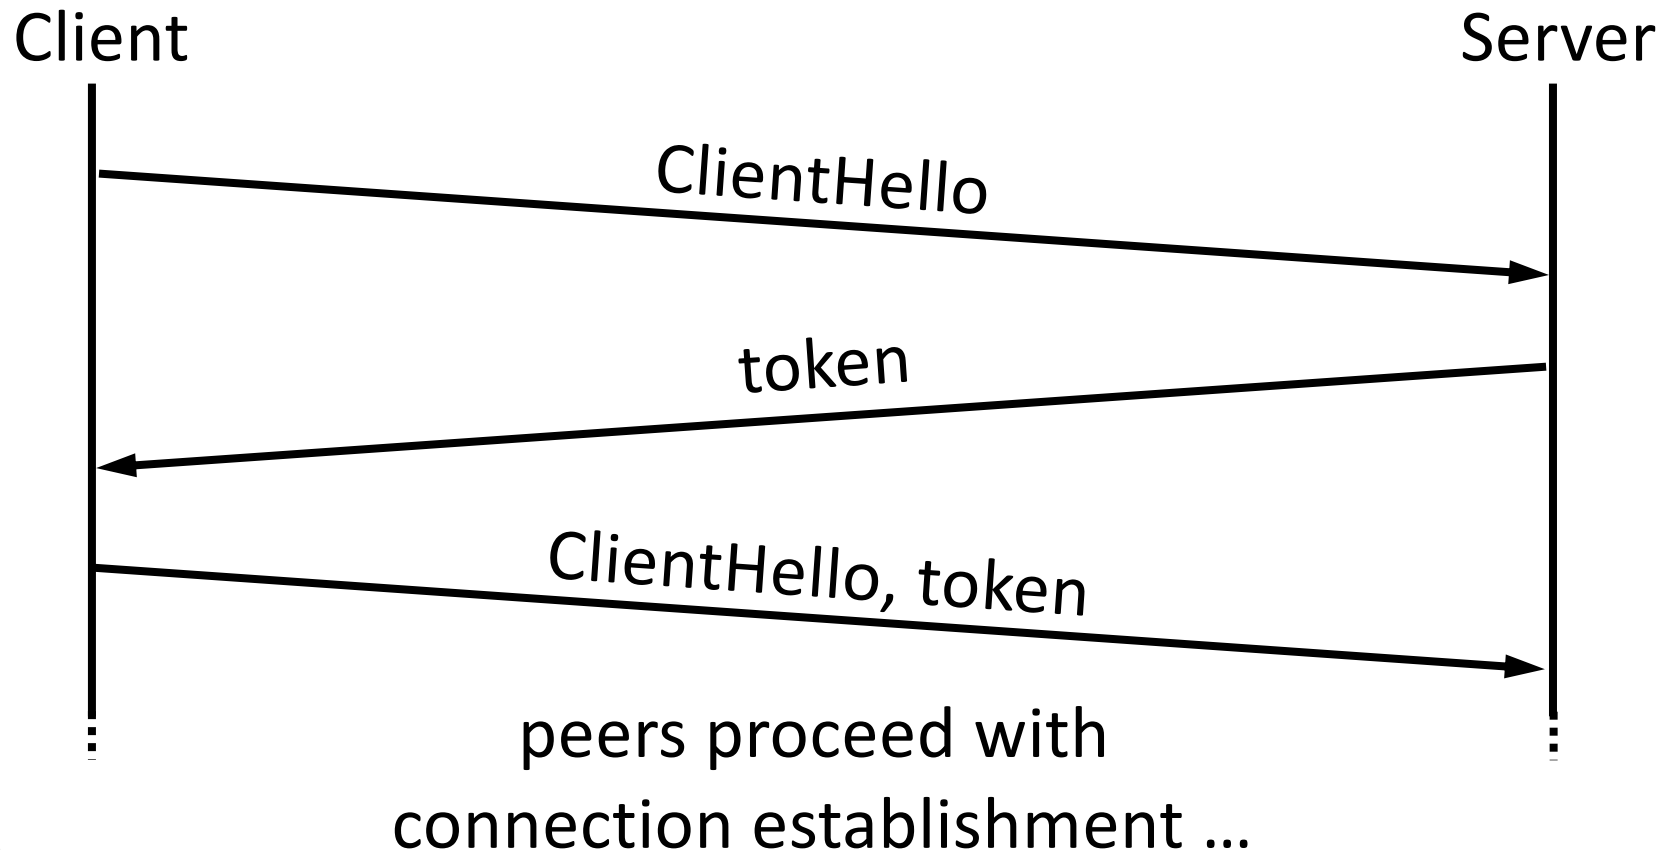 Client
Server
ClientHello
token
ClientHello, token
peers proceed with
connection establishment ...